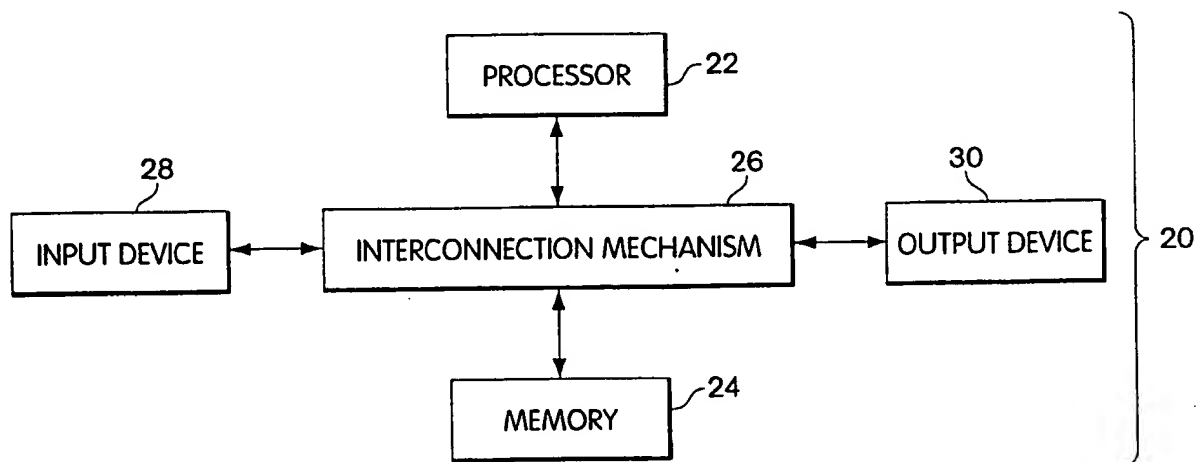 PROCESSOR
22
28
26
30
INPUT DEVICE
INTERCONNECTION MECHANISM
OUTPUT DEVICE
20
MEMORY
24